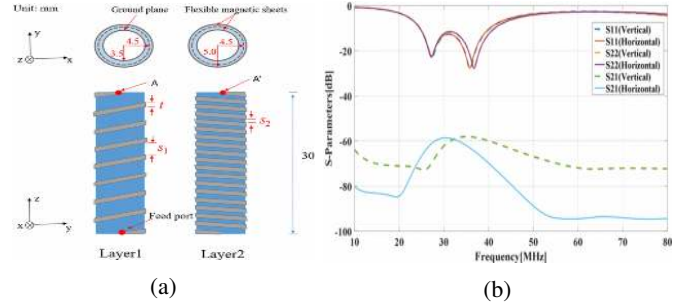 Unit: mm
Ground plane
Flexible magnetic sheets
y
z
x
4.5
3.5
y
z
x
5.0
4.5
A
t
s1
A'
s2
30
z
x
y
Feed port
Layer1
Layer2
(a)
S-Parameters[dB]
0
-20
-40
-60
-80
-100
S11(Vertical)
S11(Horizontal)
S22(Vertical)
S22(Horizontal)
S21(Vertical)
S21(Horizontal)
10 20 30 40 50 60 70 80
Frequency[MHz]
(b)